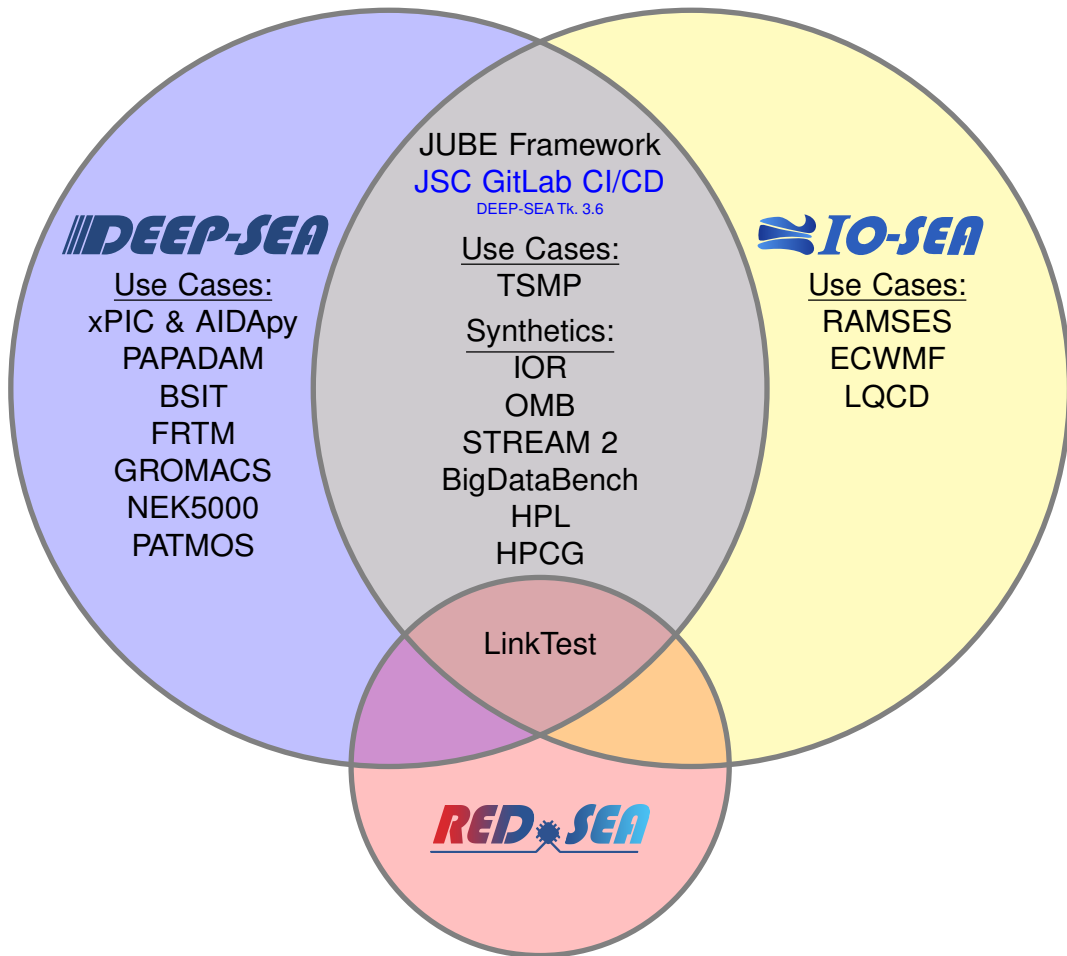 DEEP-SEA
Use Cases:
xPIC & AIDApy
PAPADAM
BSIT
FRTM
GROMACS
NEK5000
PATMOS
JUBE Framework
JSC GitLab CI/CD
DEEP-SEA Tk. 3.6
Use Cases:
TSMP
Synthetics:
IOR
OMB
STREAM 2
BigDataBench
HPL
HPCG
IO-SEA
Use Cases:
RAMSES
ECWMF
LQCD
LinkTest
RED SEA